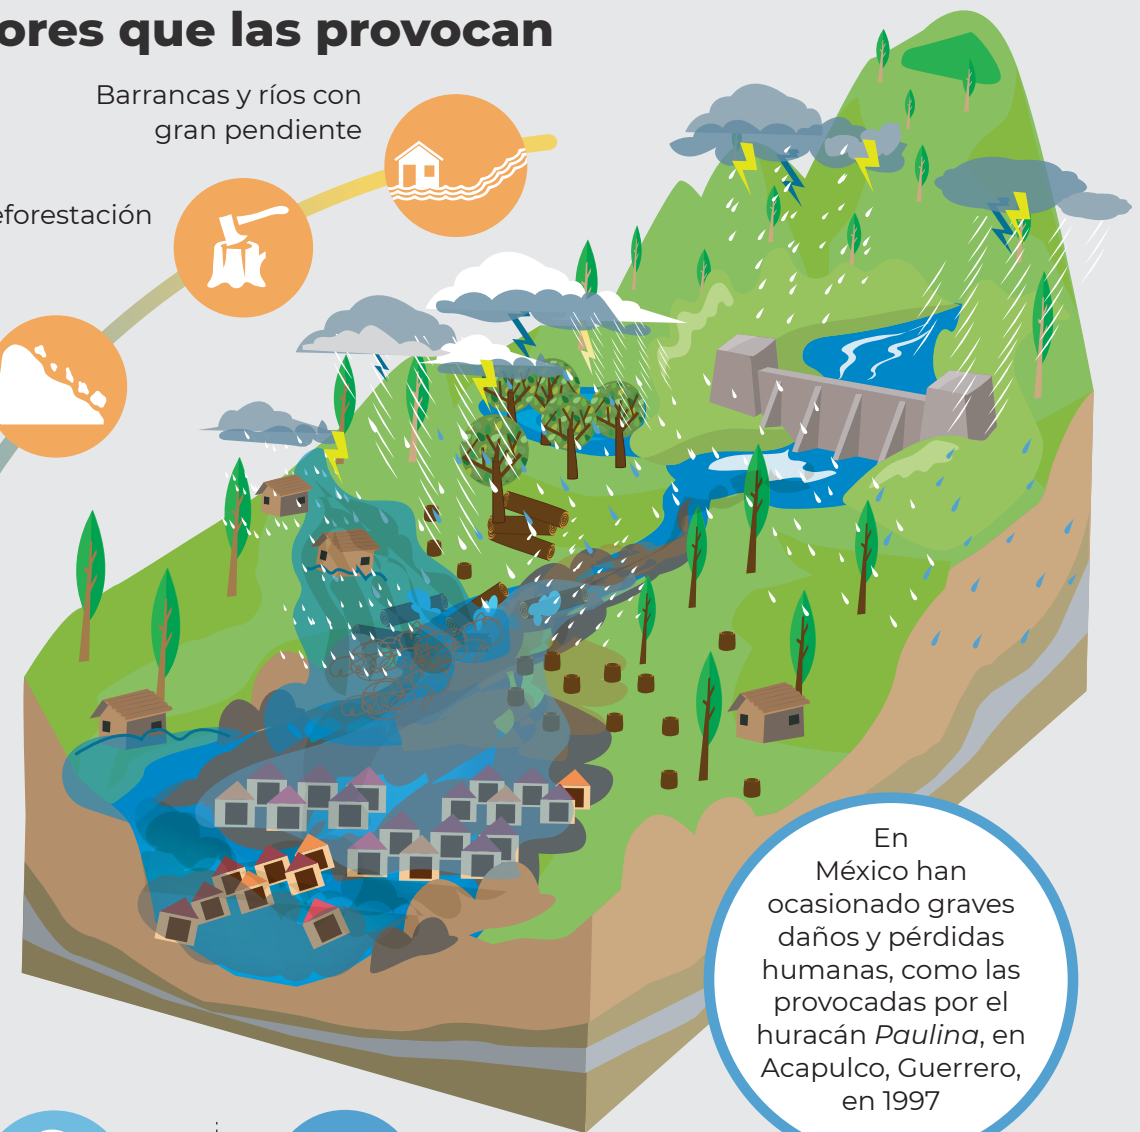 ores que las provocan
Barrancas y ríos con
gran pendiente
eforestación
En
México han
ocasionado graves
daños y pérdidas
humanas, como las
provocadas por el
huracán Paulina, en
Acapulco, Guerrero,
en 1997